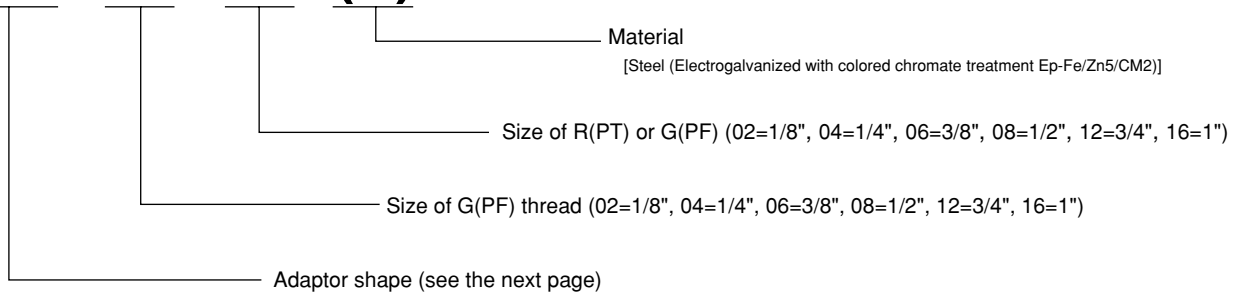 Material
[Steel (Electrogalvanized with colored chromate treatment Ep-Fe/Zn5/CM2)]
Size of R(PT) or G(PF) (02=1/8", 04=1/4", 06=3/8", 08=1/2", 12=3/4", 16=1")
Size of G(PF) thread (02=1/8", 04=1/4", 06=3/8", 08=1/2", 12=3/4", 16=1")
Adaptor shape (see the next page)